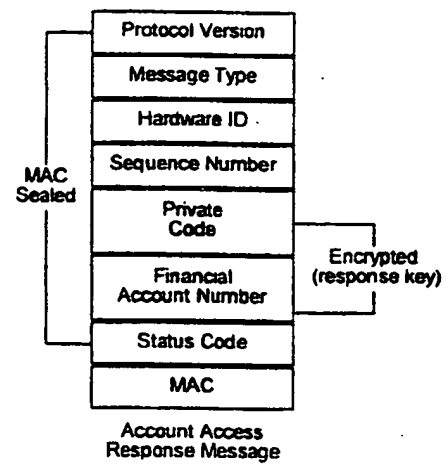 Protocol Version
Message Type
Hardware ID
Sequence Number
MAC
Sealed
Private
Code
Encrypted
(response key)
Financial
Account Number
Status Code
MAC
Account Access
Response Message